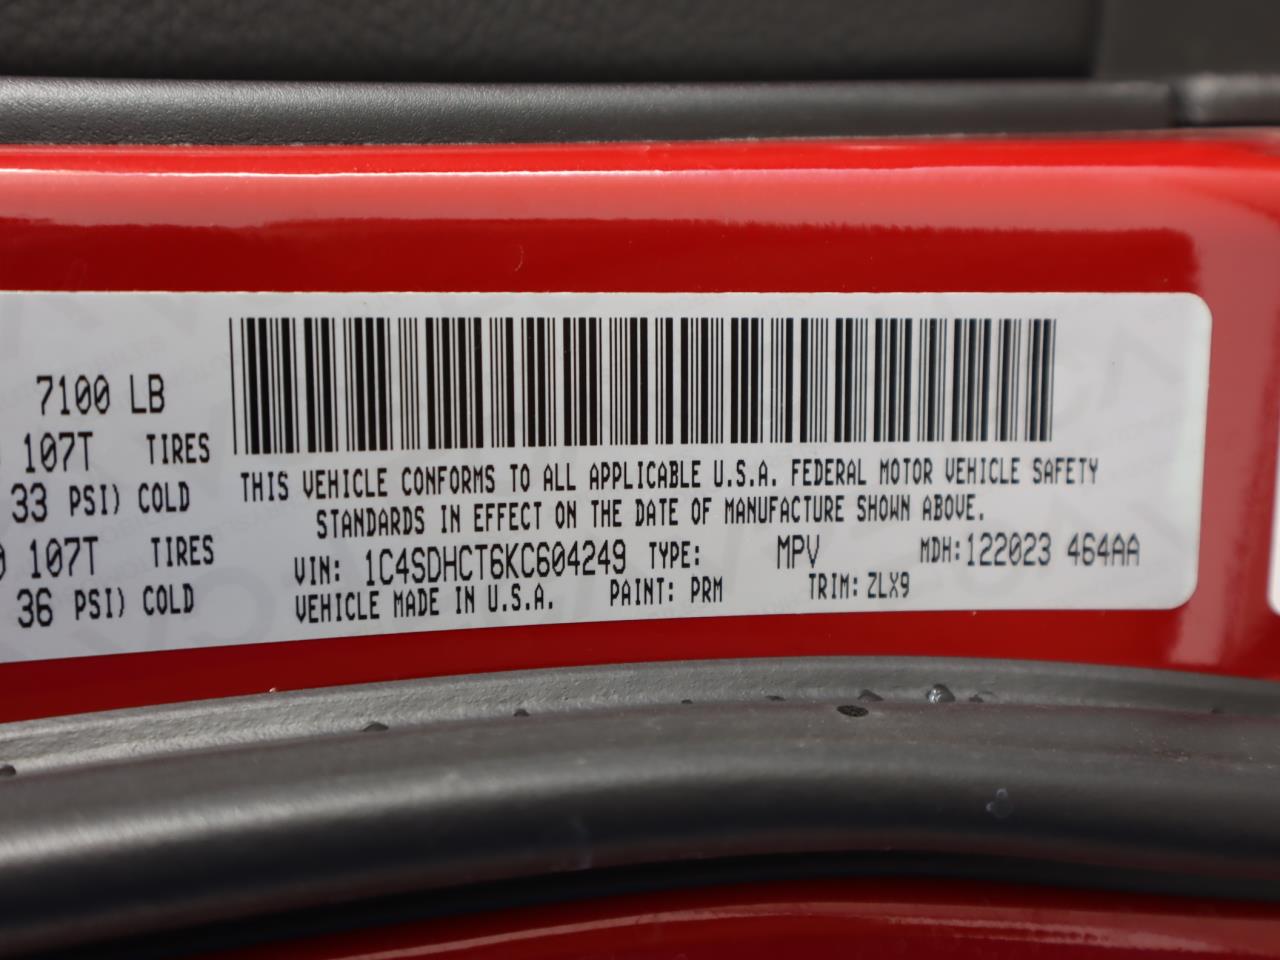 7100 LB
107T TIRES
33 PSI) COLD
107T TIRES
36 PSI) COLD
THIS VEHICLE CONFORMS TO ALL APPLICABLE U.S.A. FEDERAL MOTOR VEHICLE SAFETY
STANDARDS IN EFFECT ON THE DATE OF MANUFACTURE SHOWN ABOVE.
VIN: 1C4SDHCT6KC604249 TYPE: MPV MDH: 122023 464AA
VEHICLE MADE IN U.S.A. PAINT: PRM TRIM: ZLX9